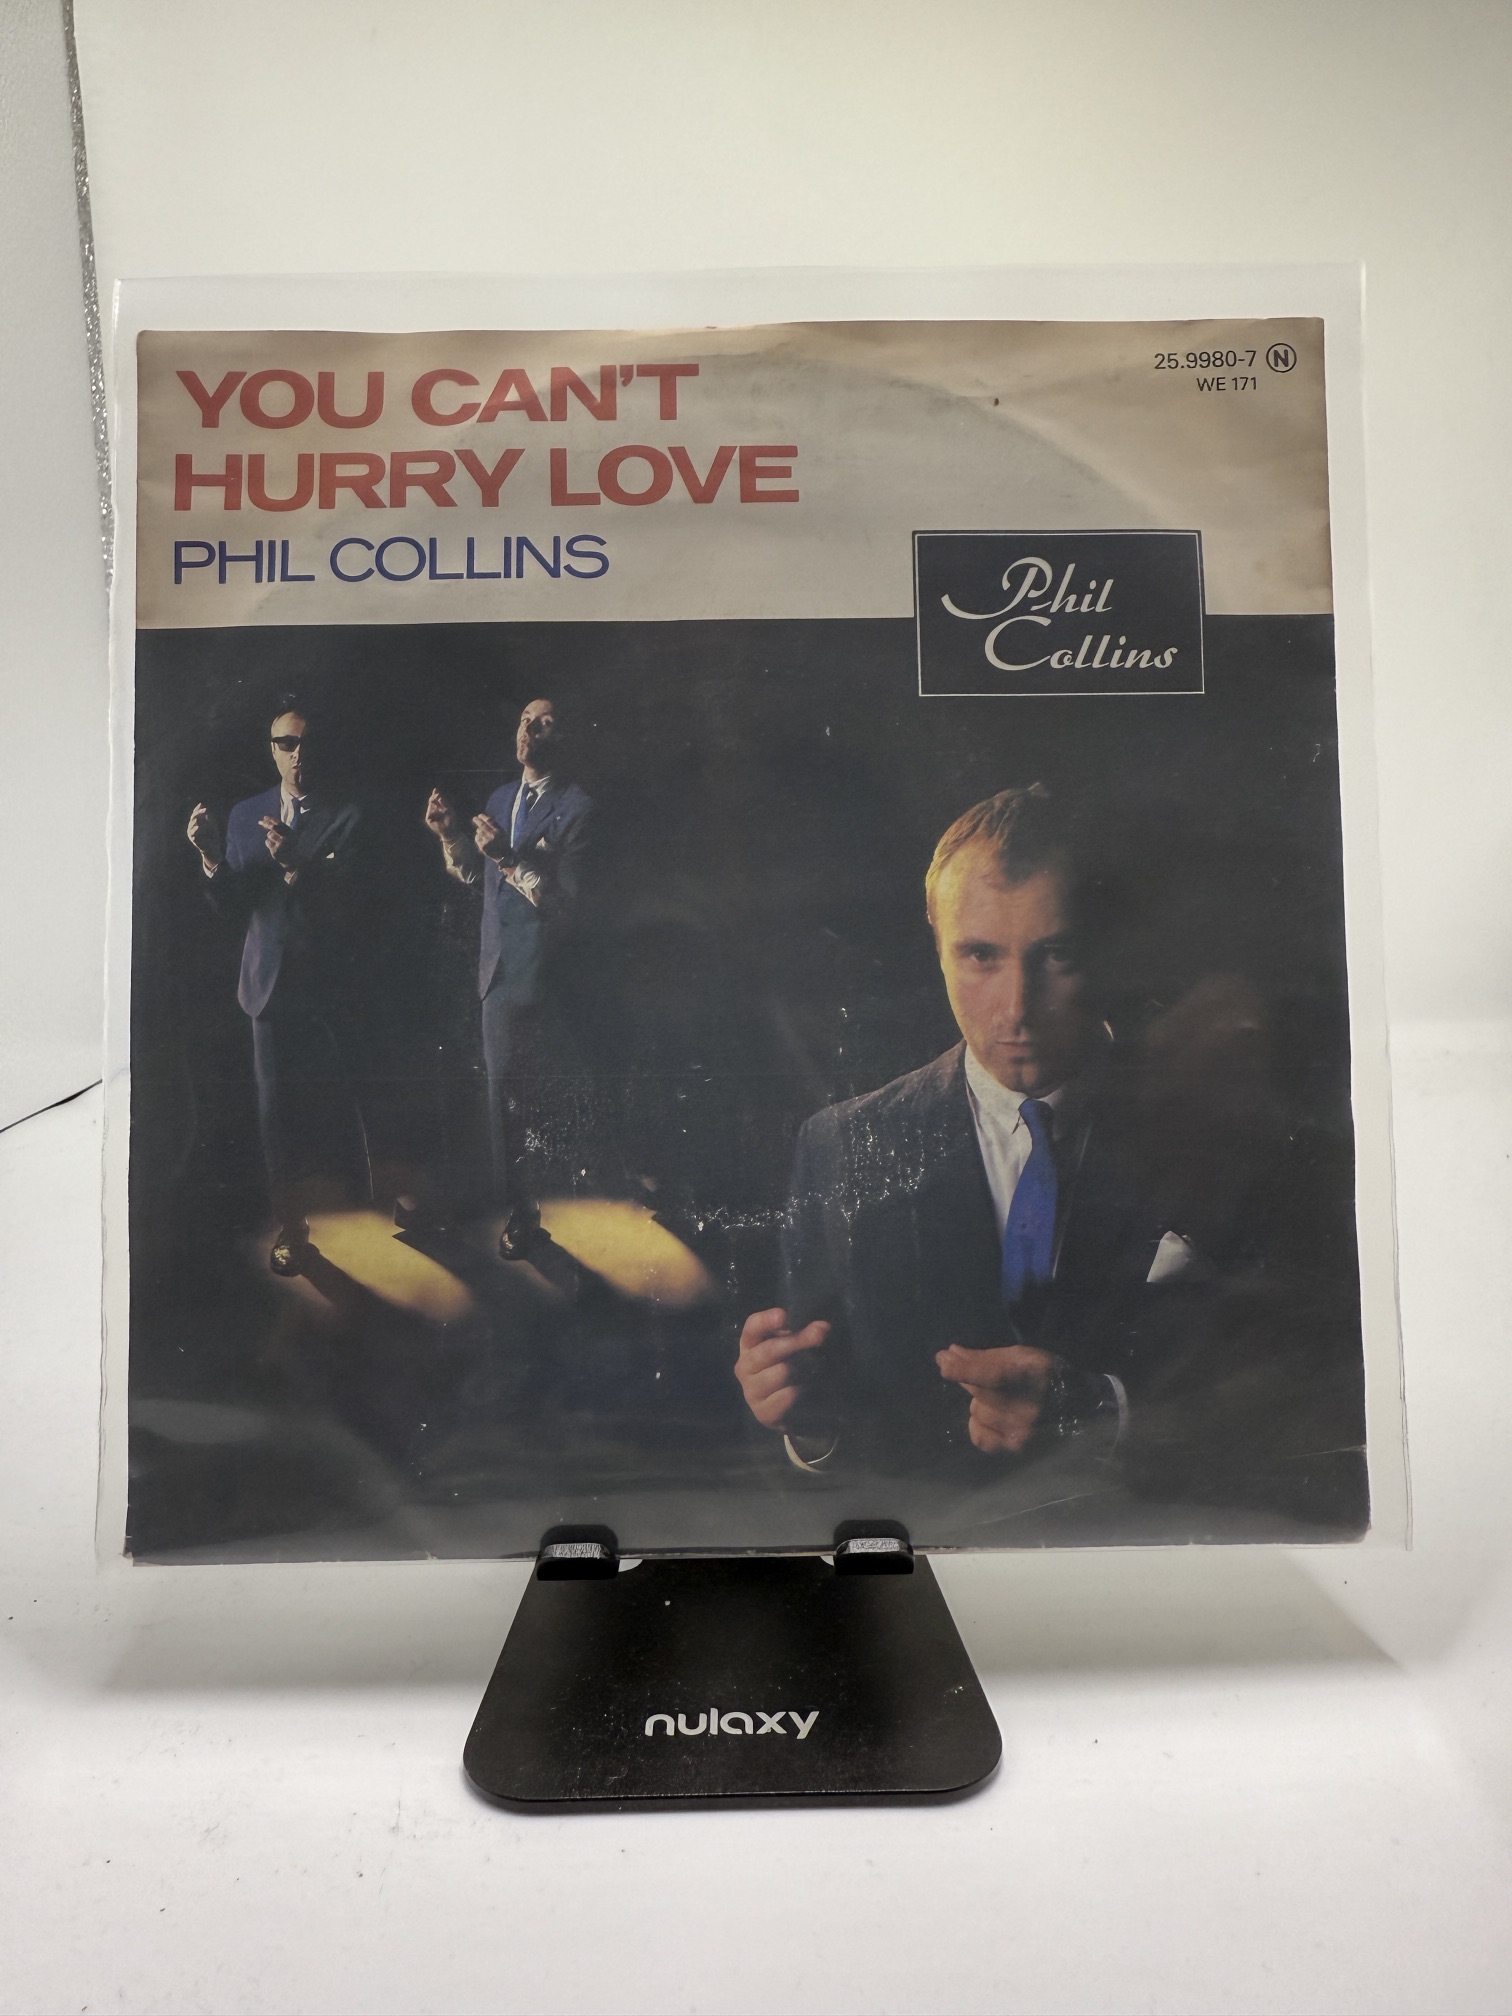 YOU CAN'T
HURRY LOVE
PHIL COLLINS
25.9980-7 Ⓝ
WE 171
Phil
Collins
nulaxy